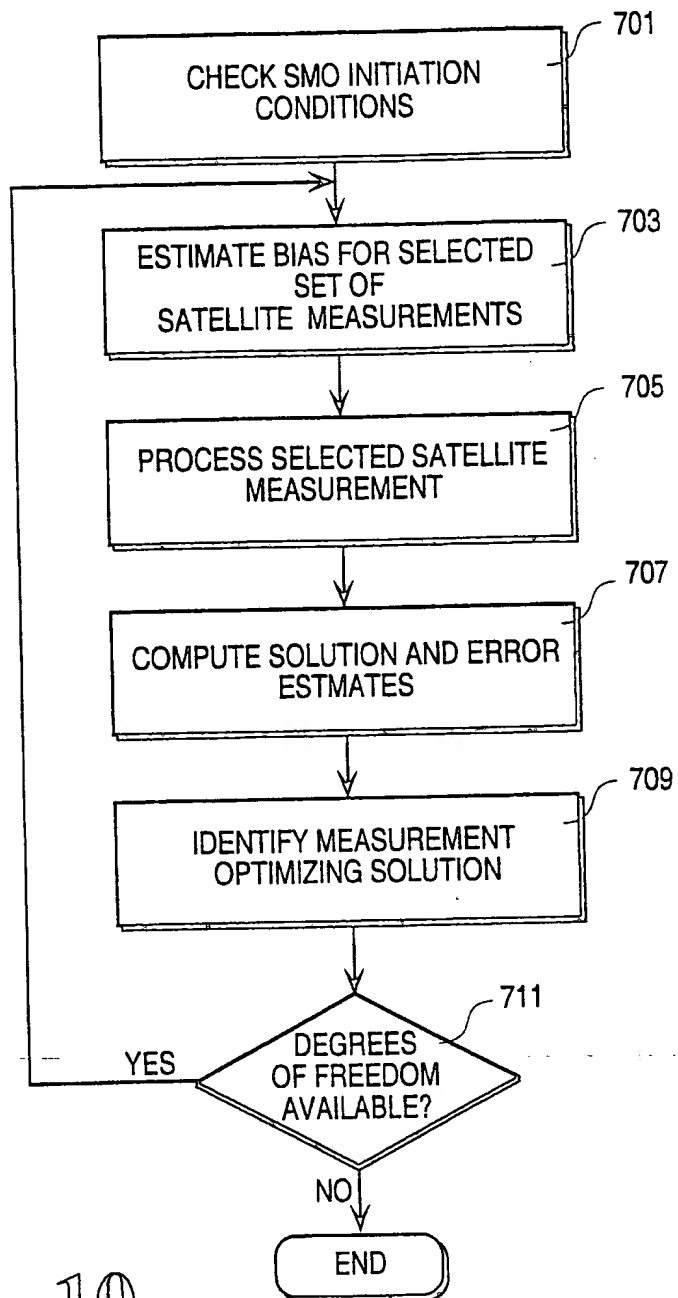 701
CHECK SMO INITIATION
CONDITIONS
703
ESTIMATE BIAS FOR SELECTED
SET OF
SATELLITE MEASUREMENTS
705
PROCESS SELECTED SATELLITE
MEASUREMENT
707
COMPUTE SOLUTION AND ERROR
ESTMATES
709
IDENTIFY MEASUREMENT
OPTIMIZING SOLUTION
711
DEGREES
OF FREEDOM
AVAILABLE?
YES
NO
END
10